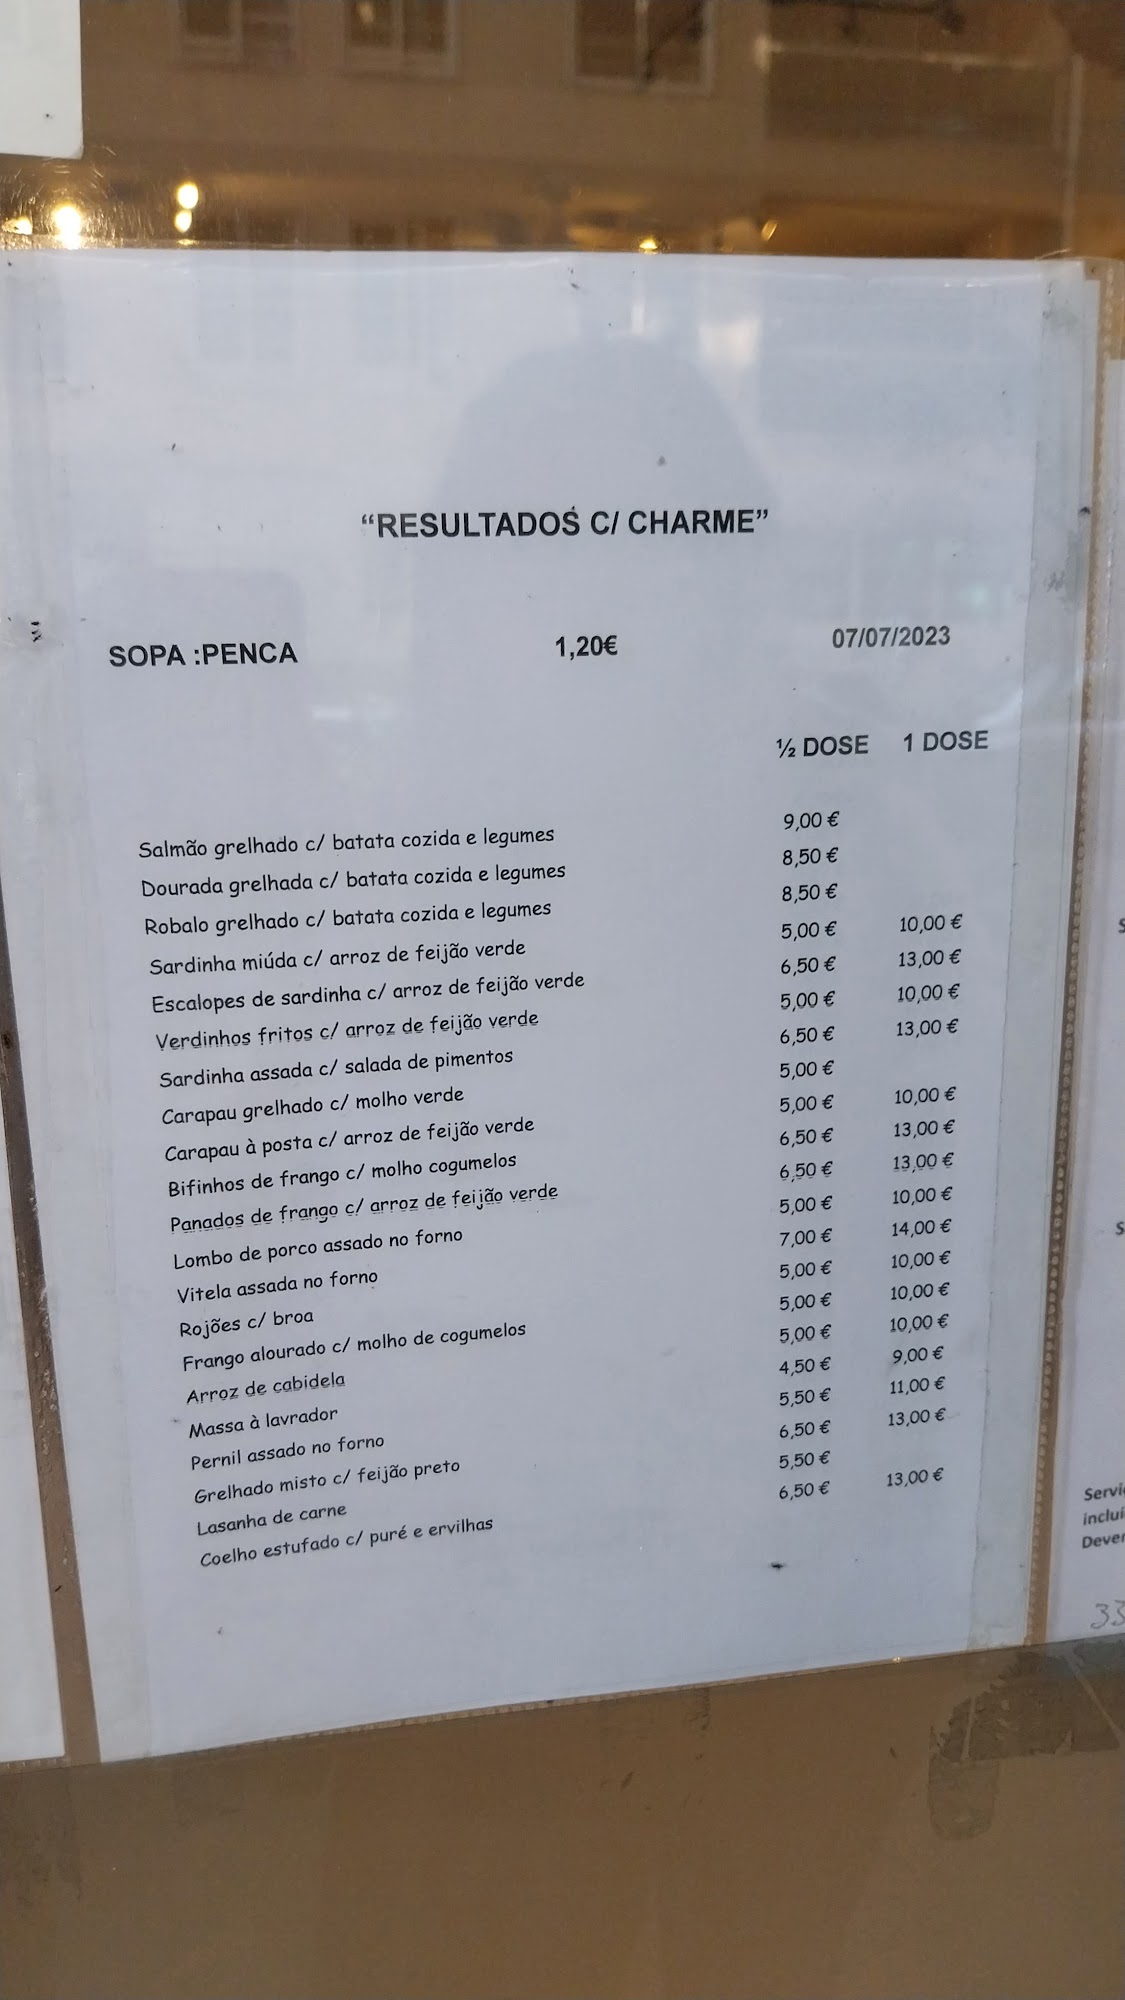 “RESULTADOS C/ CHARME”
SOPA :PENCA 1,20€ 07/07/2023
½ DOSE 1 DOSE
Salmão grelhado c/ batata cozida e legumes 9,00 €
Dourada grelhada c/ batata cozida e legumes 8,50 €
Robalo grelhado c/ batata cozida e legumes 8,50 €
Sardinha miúda c/ arroz de feijão verde 5,00 € 10,00 €
Escalopes de sardinha c/ arroz de feijão verde 6,50 € 13,00 €
Verdinhos fritos c/ arroz de feijão verde 5,00 € 10,00 €
Sardinha assada c/ salada de pimentos 6,50 € 13,00 €
Carapau grelhado c/ molho verde 5,00 €
Carapau à posta c/ arroz de feijão verde 5,00 € 10,00 €
Bifinhos de frango c/ molho cogumelos 6,50 € 13,00 €
Panados de frango c/ arroz de feijão verde 6,50 € 13,00 €
Lombo de porco assado no forno 5,00 € 10,00 €
Vitela assada no forno 7,00 € 14,00 €
Rojões c/ broa 5,00 € 10,00 €
Frango alourado c/ molho de cogumelos 5,00 € 10,00 €
Arroz de cabidela 5,00 € 10,00 €
Massa à lavrador 4,50 € 9,00 €
Pernil assado no forno 5,50 € 11,00 €
Grelhado misto c/ feijão preto 6,50 € 13,00 €
Lasanha de carne 5,50 €
Coelho estufado c/ puré e ervilhas 6,50 € 13,00 €
33